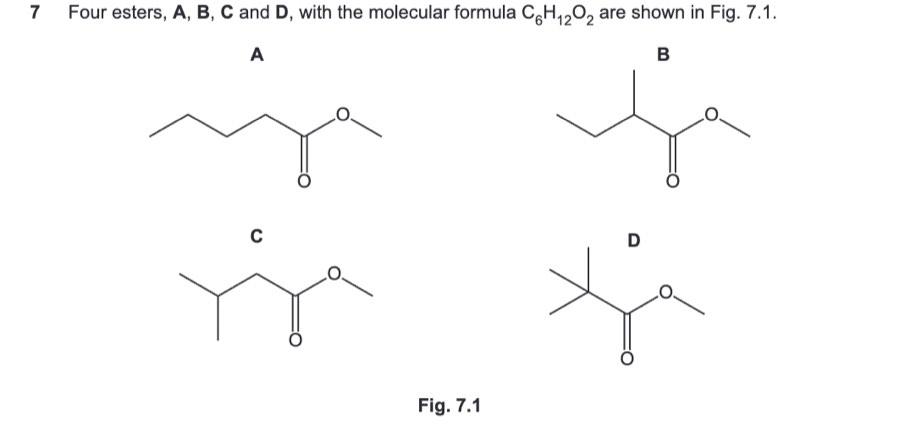 7 Four esters, A, B, C and D, with the molecular formula C₆H₁₂O₂ are shown in Fig. 7.1.
A B
O O
O O
C D
O O
O O
Fig. 7.1